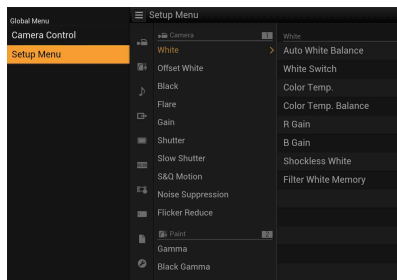 Global Menu
Camera Control
Setup Menu
Setup Menu
Camera 1
White
Offset White
Black
Flare
Gain
Shutter
Slow Shutter
S&Q Motion
Noise Suppression
Flicker Reduce
Paint 2
Gamma
Black Gamma
White
Auto White Balance
White Switch
Color Temp.
Color Temp. Balance
R Gain
B Gain
Shockless White
Filter White Memory